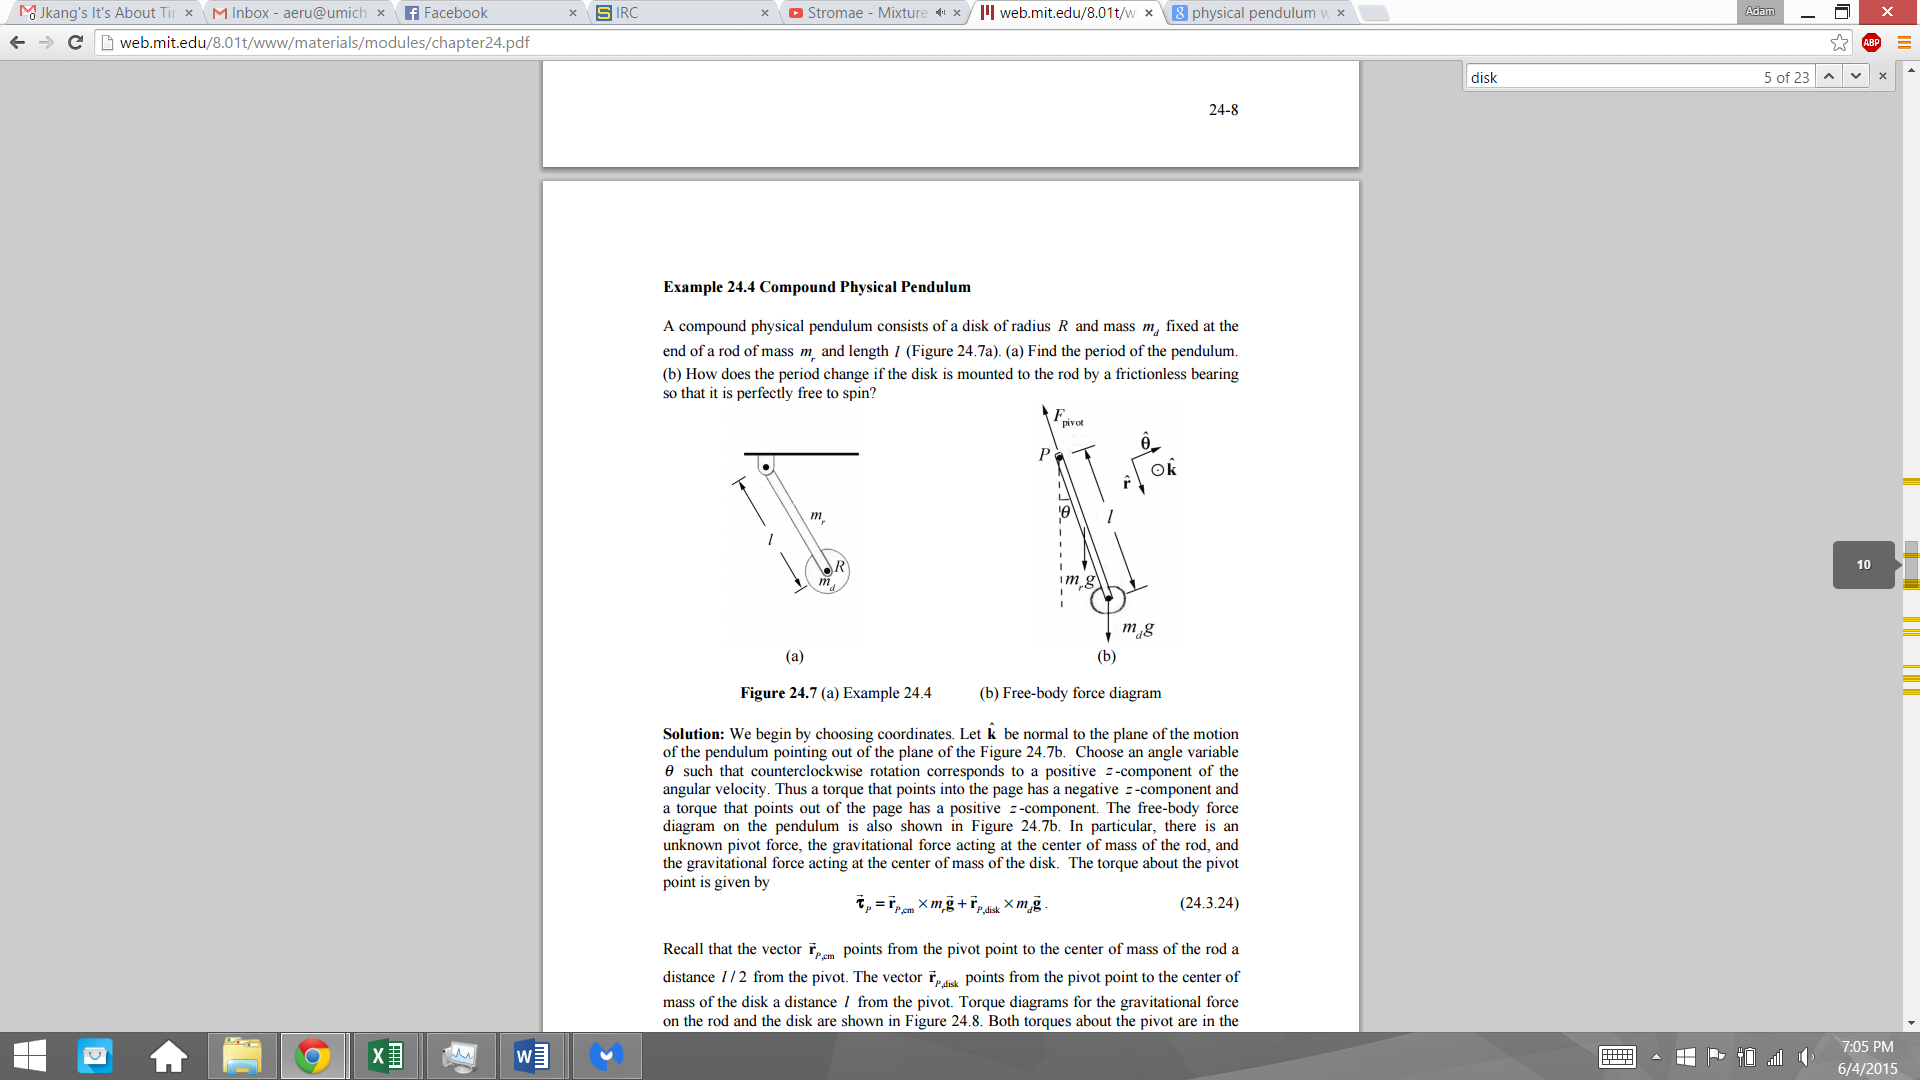 Jkang's It's About Tir
Inbox - aeru@umich
Facebook
IRC
Stromae - Mixture
web.mit.edu/8.01t/w
physical pendulum w
Adam
web.mit.edu/8.01t/www/materials/modules/chapter24.pdf
ABP
disk
5 of 23
24-8
Example 24.4 Compound Physical Pendulum
A compound physical pendulum consists of a disk of radius R and mass m_d fixed at the
end of a rod of mass m_r and length l (Figure 24.7a). (a) Find the period of the pendulum.
(b) How does the period change if the disk is mounted to the rod by a frictionless bearing
so that it is perfectly free to spin?
m_r
l
R
m_d
(a)
F_pivot
P
θ̂
k̂
r̂
θ
l
m_r g
m_d g
(b)
Figure 24.7 (a) Example 24.4
(b) Free-body force diagram
Solution: We begin by choosing coordinates. Let k̂ be normal to the plane of the motion
of the pendulum pointing out of the plane of the Figure 24.7b. Choose an angle variable
θ such that counterclockwise rotation corresponds to a positive z-component of the
angular velocity. Thus a torque that points into the page has a negative z-component and
a torque that points out of the page has a positive z-component. The free-body force
diagram on the pendulum is also shown in Figure 24.7b. In particular, there is an
unknown pivot force, the gravitational force acting at the center of mass of the rod, and
the gravitational force acting at the center of mass of the disk. The torque about the pivot
point is given by
τ⃗_P = r⃗_P,cm × m_r g⃗ + r⃗_P,disk × m_d g⃗ . (24.3.24)
Recall that the vector r⃗_P,cm points from the pivot point to the center of mass of the rod a
distance l / 2 from the pivot. The vector r⃗_P,disk points from the pivot point to the center of
mass of the disk a distance l from the pivot. Torque diagrams for the gravitational force
on the rod and the disk are shown in Figure 24.8. Both torques about the pivot are in the
10
7:05 PM
6/4/2015